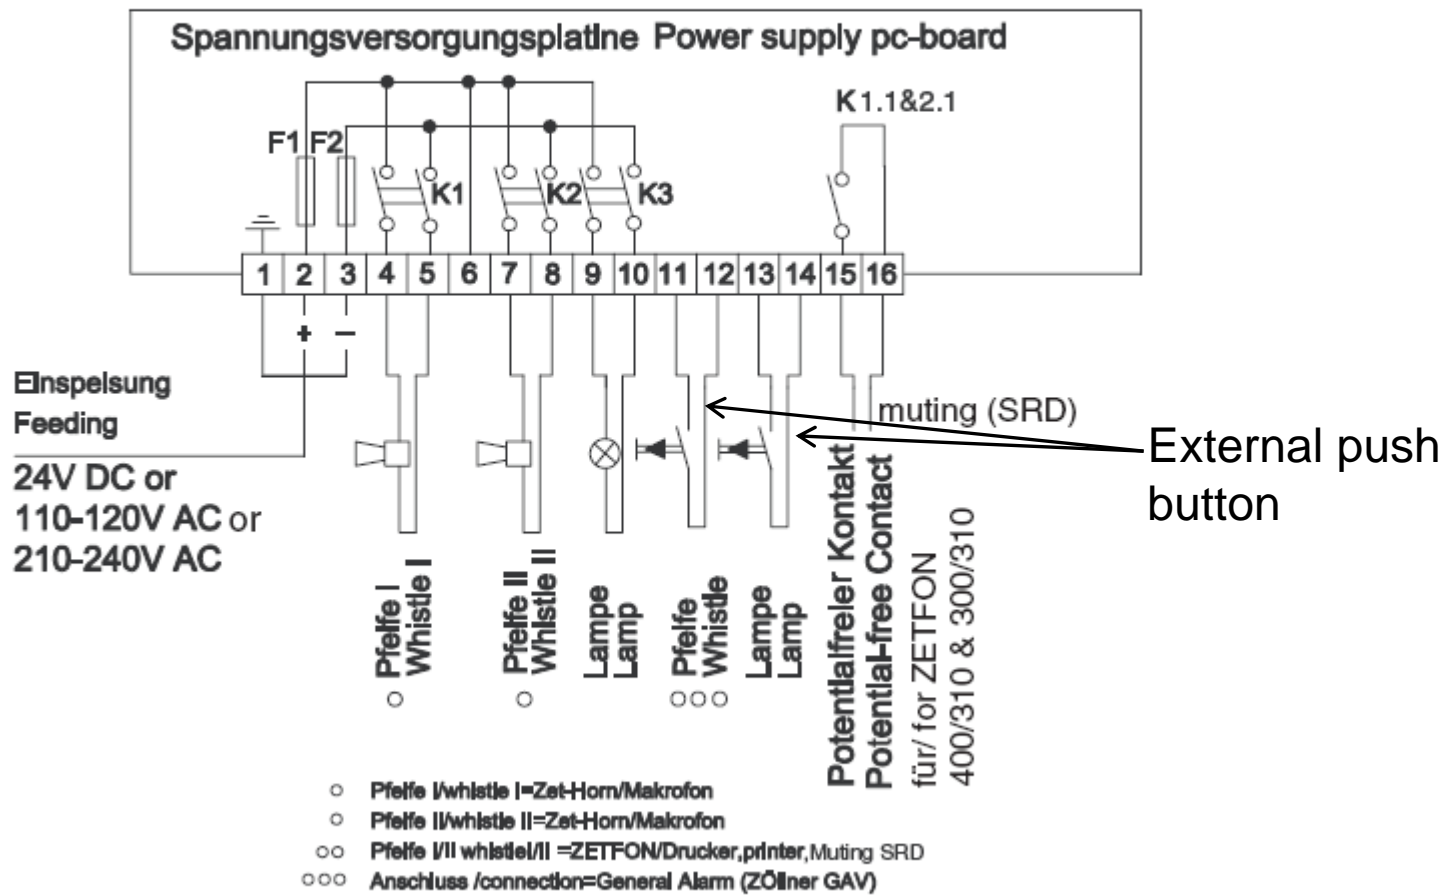 Spannungsversorgungsplatine Power supply pc-board
K1.1&2.1
F1 F2
K1 K2 K3
1 2 3 4 5 6 7 8 9 10 11 12 13 14 15 16
+ −
Einspeisung
Feeding
24V DC or
110-120V AC or
210-240V AC
muting (SRD)
External push
button
Pfeife I
Whistle I
Pfeife II
Whistle II
Lampe
Lamp
Pfeife
Whistle
Lampe
Lamp
Potentialfreier Kontakt
Potential-free Contact
für/ for ZETFON
400/310 & 300/310
Pfeife I/whistle I=Zet-Horn/Makrofon
Pfeife II/whistle II=Zet-Horn/Makrofon
Pfeife I/II whistleI/II =ZETFON/Drucker,printer,Muting SRD
Anschluss /connection=General Alarm (ZÖllner GAV)